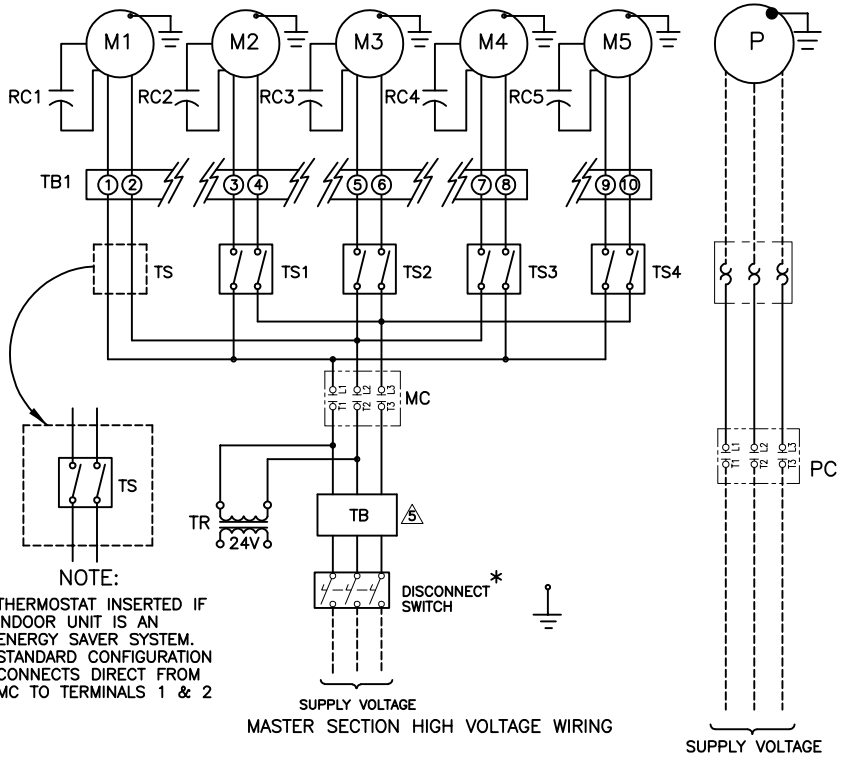 M1 M2 M3 M4 M5 P
RC1 RC2 RC3 RC4 RC5
TB1 1 2 3 4 5 6 7 8 9 10
TS TS1 TS2 TS3 TS4
L1 L2 L3
T1 T2 T3
MC
TS
L1 L2 L3
T1 T2 T3
PC
TR
24V
TB
5
NOTE:
THERMOSTAT INSERTED IF
INDOOR UNIT IS AN
ENERGY SAVER SYSTEM.
STANDARD CONFIGURATION
CONNECTS DIRECT FROM
MC TO TERMINALS 1 & 2
DISCONNECT *
SWITCH
SUPPLY VOLTAGE
MASTER SECTION HIGH VOLTAGE WIRING
SUPPLY VOLTAGE